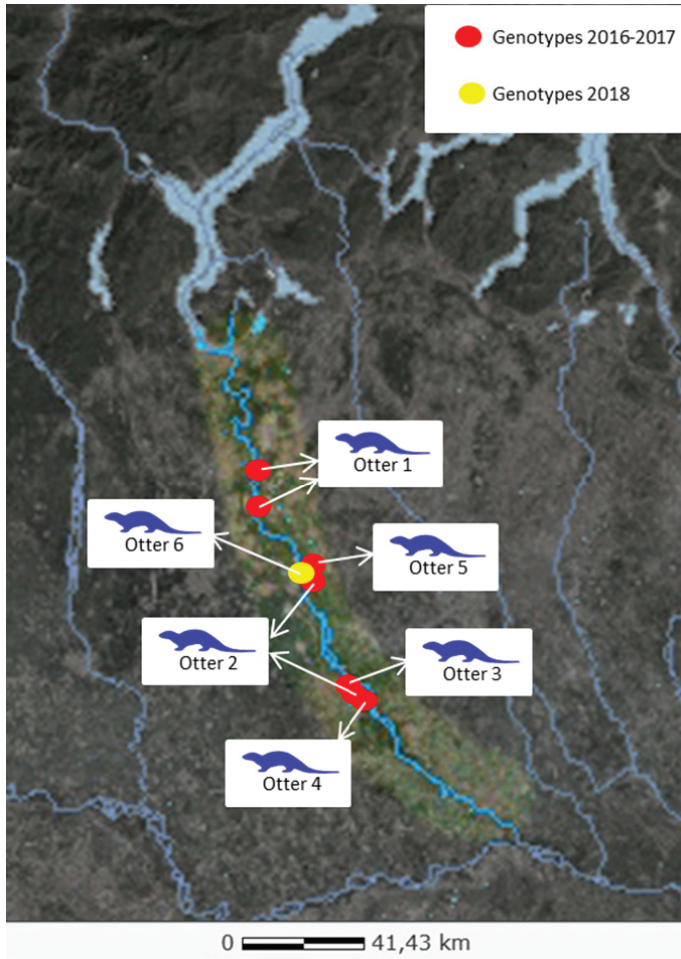 Genotypes 2016-2017
Genotypes 2018
Otter 1
Otter 6
Otter 5
Otter 2
Otter 3
Otter 4
0 41,43 km